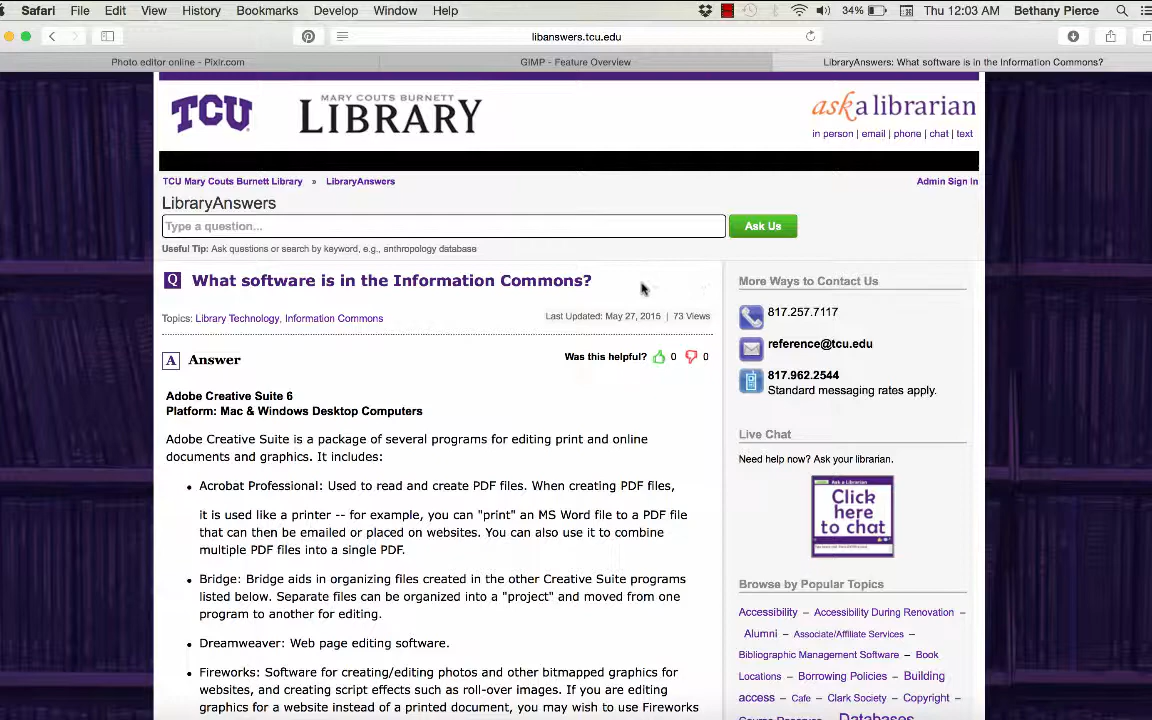 Safari File Edit View History Bookmarks Develop Window Help 34% Thu 12:03 AM Bethany Pierce
libanswers.tcu.edu
Photo editor online - Pixlr.com GIMP - Feature Overview LibraryAnswers: What software is in the Information Commons?
TCU MARY COUTS BURNETT LIBRARY
ask a librarian
in person | email | phone | chat | text
TCU Mary Couts Burnett Library » LibraryAnswers Admin Sign In
LibraryAnswers
Type a question... Ask Us
Useful Tip: Ask questions or search by keyword, e.g., anthropology database
Q What software is in the Information Commons?
Topics: Library Technology, Information Commons Last Updated: May 27, 2015 | 73 Views
A Answer Was this helpful? 0 0
Adobe Creative Suite 6
Platform: Mac & Windows Desktop Computers
Adobe Creative Suite is a package of several programs for editing print and online
documents and graphics. It includes:
• Acrobat Professional: Used to read and create PDF files. When creating PDF files,
it is used like a printer -- for example, you can "print" an MS Word file to a PDF file
that can then be emailed or placed on websites. You can also use it to combine
multiple PDF files into a single PDF.
• Bridge: Bridge aids in organizing files created in the other Creative Suite programs
listed below. Separate files can be organized into a "project" and moved from one
program to another for editing.
• Dreamweaver: Web page editing software.
• Fireworks: Software for creating/editing photos and other bitmapped graphics for
websites, and creating script effects such as roll-over images. If you are editing
graphics for a website instead of a printed document, you may wish to use Fireworks
More Ways to Contact Us
817.257.7117
reference@tcu.edu
817.962.2544
Standard messaging rates apply.
Live Chat
Need help now? Ask your librarian.
Ask a Librarian
Click
here
to chat
Browse by Popular Topics
Accessibility – Accessibility During Renovation –
Alumni – Associate/Affiliate Services –
Bibliographic Management Software – Book
Locations – Borrowing Policies – Building
access – Cafe – Clark Society – Copyright –
Course Reserves – Databases